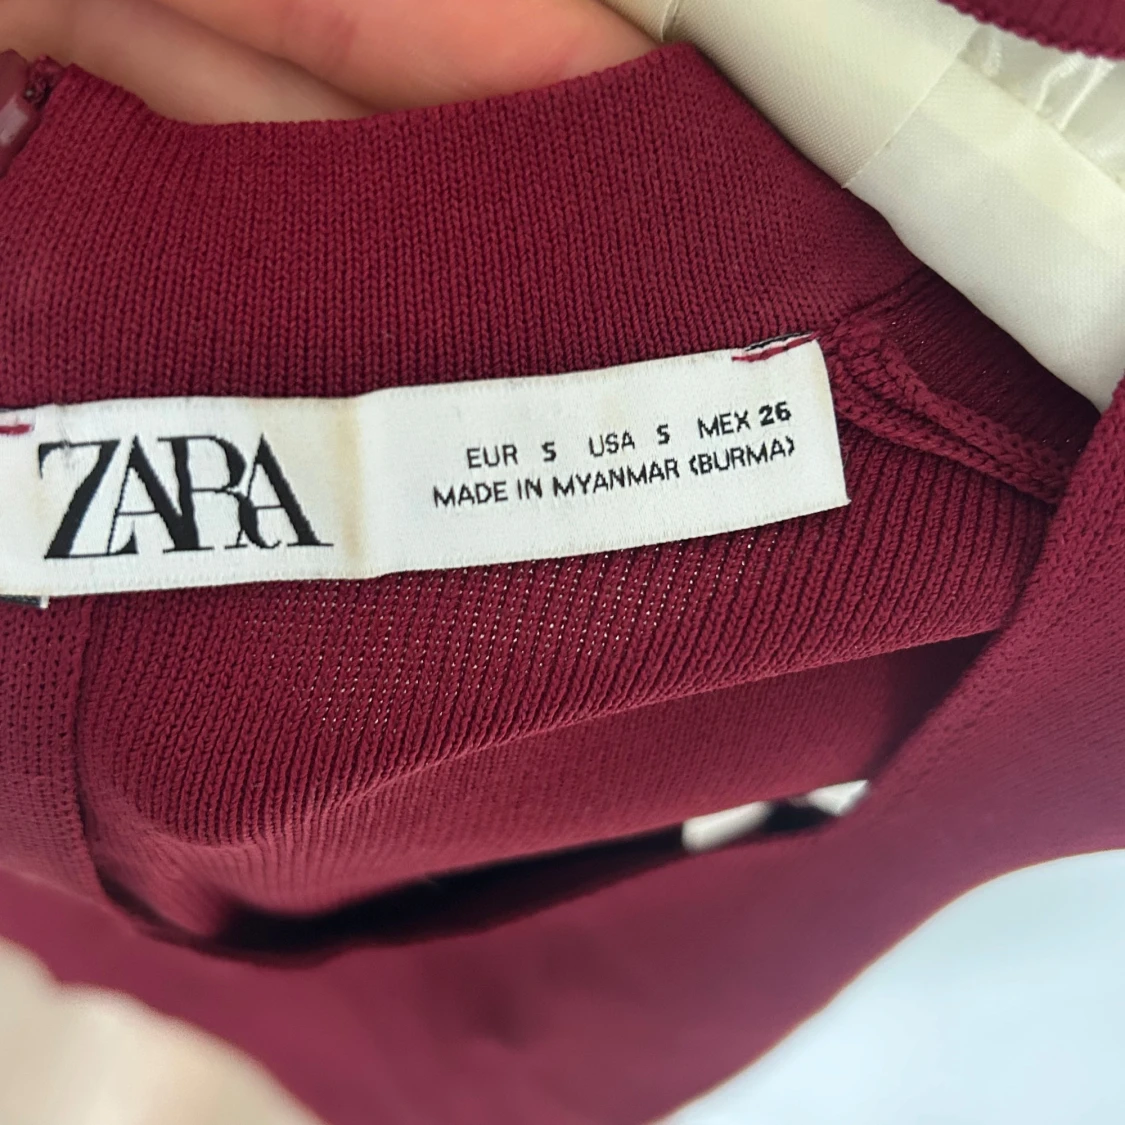 ZARA
EUR S USA S MEX 26
MADE IN MYANMAR (BURMA)